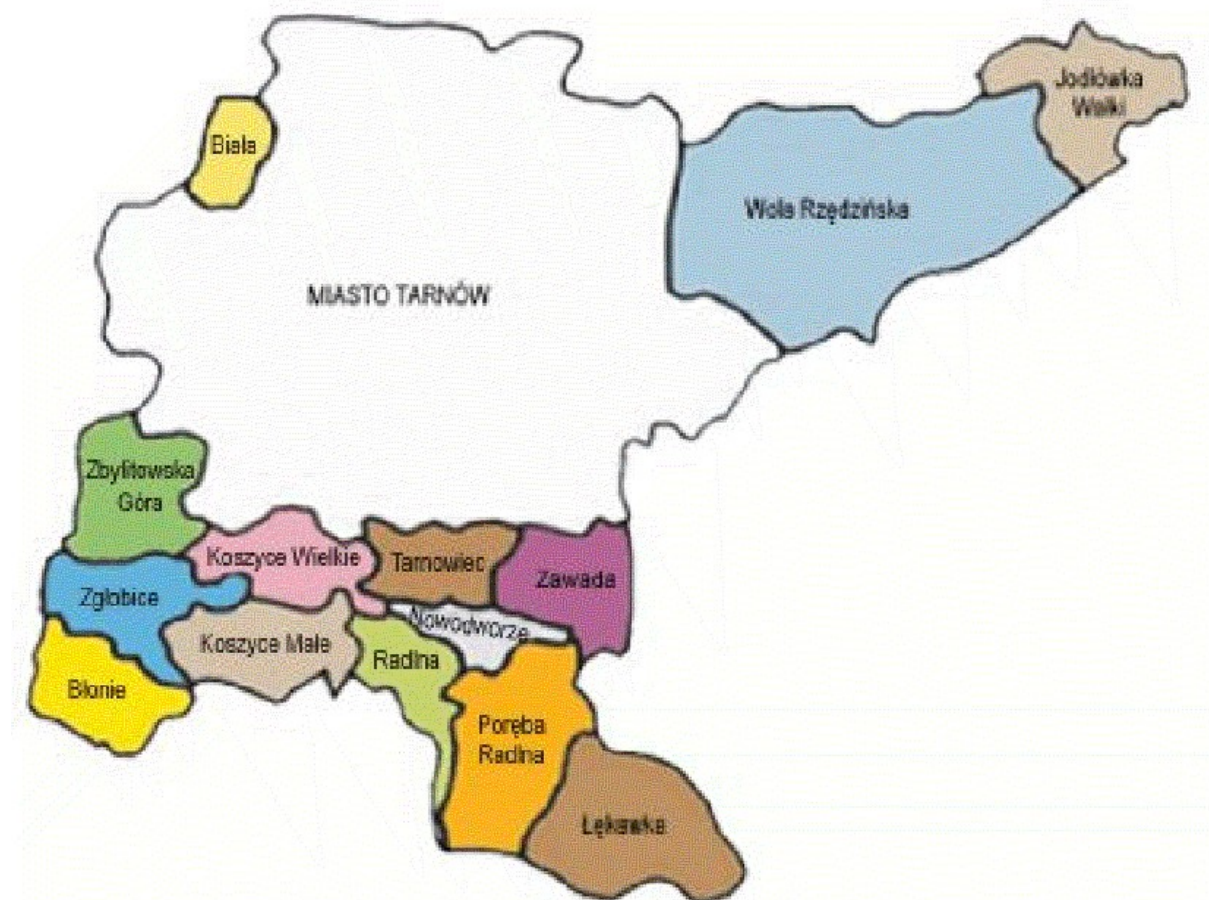 Jodłówka
Wałki
Biała
Wola Rzędzińska
MIASTO TARNÓW
Zbylitowska
Góra
Koszyce Wielkie
Tarnowiec
Zawada
Zgłobice
Nowodworze
Koszyce Małe
Radlna
Błonie
Poręba
Radlna
Łękawka